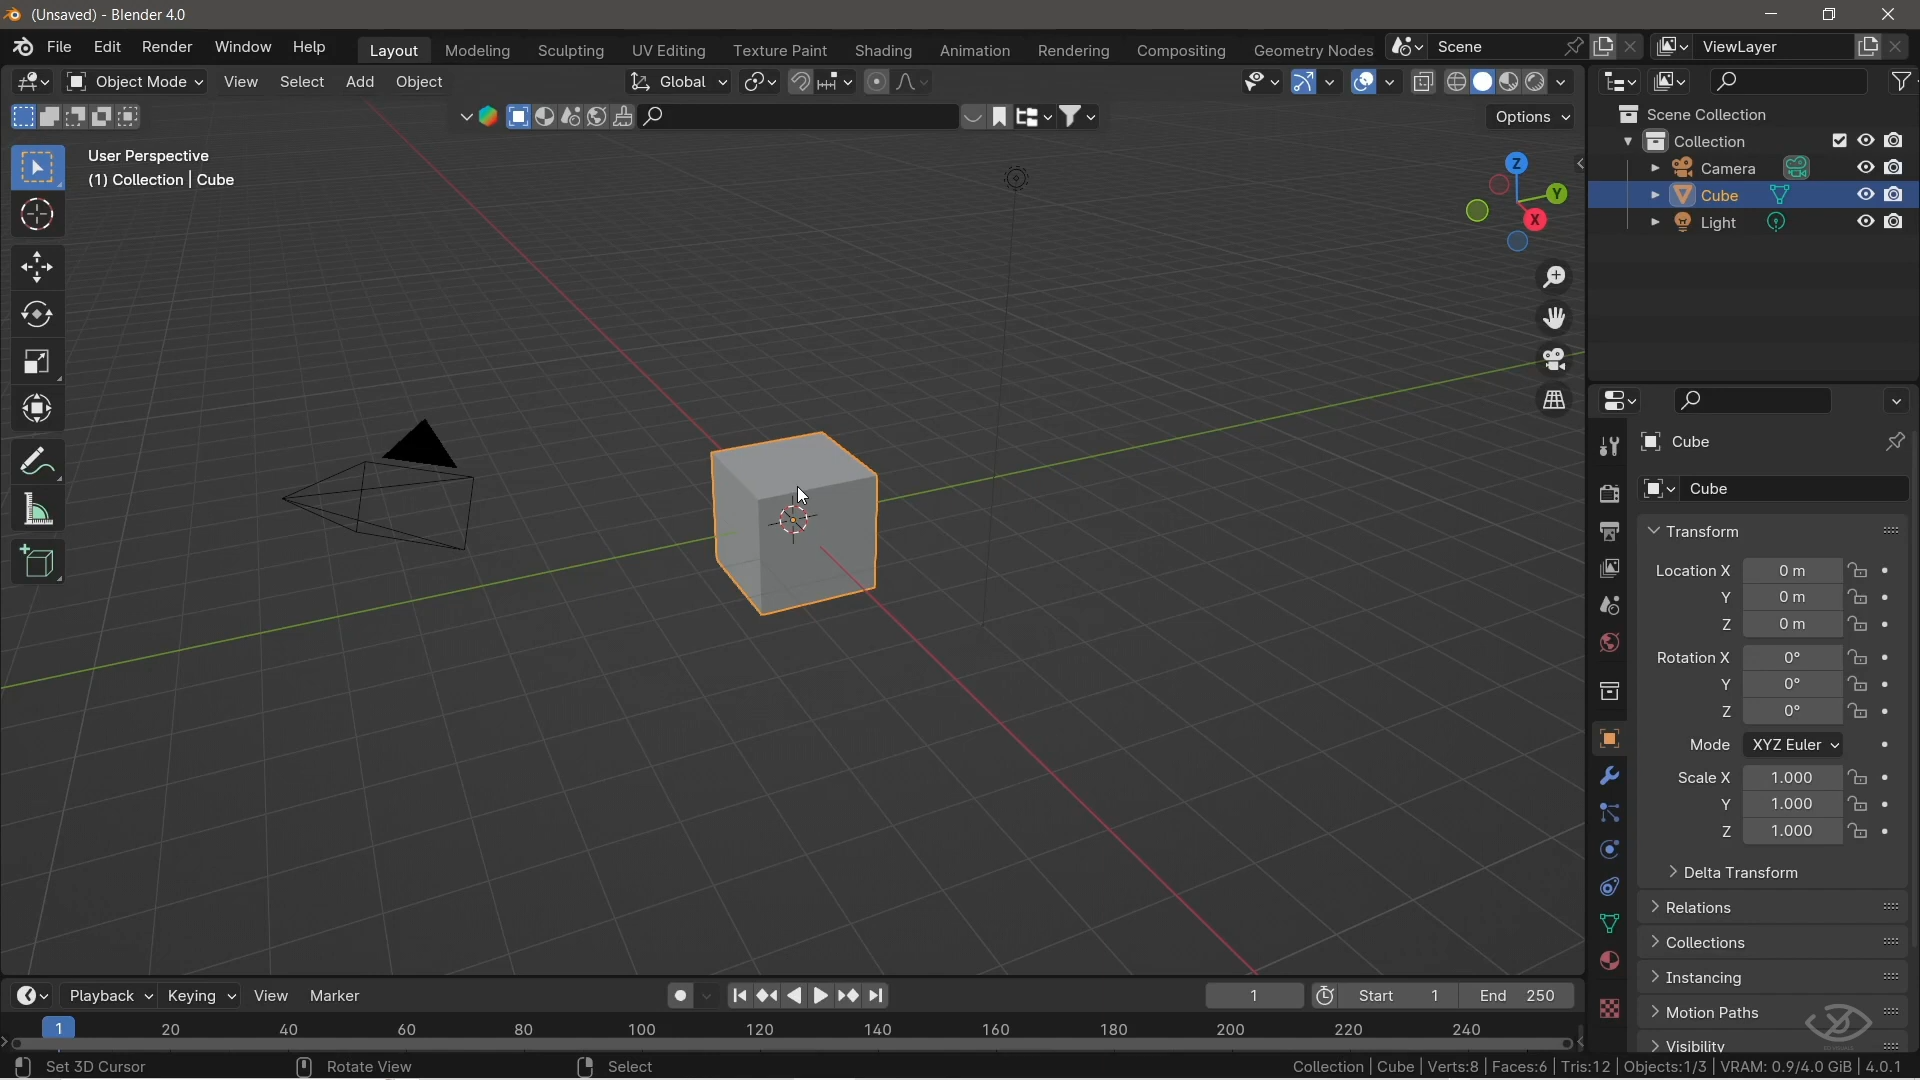 (Unsaved) - Blender 4.0
File Edit Render Window Help Layout Modeling Sculpting UV Editing Texture Paint Shading Animation Rendering Compositing Geometry Nodes Scene ViewLayer
Object Mode View Select Add Object Global
Options
User Perspective
(1) Collection | Cube
Z
Y
X
Scene Collection
Collection
Camera
Cube
Light
Cube
Cube
Transform
Location X 0 m
Y 0 m
Z 0 m
Rotation X 0°
Y 0°
Z 0°
Mode XYZ Euler
Scale X 1.000
Y 1.000
Z 1.000
Delta Transform
Relations
Collections
Instancing
Motion Paths
Visibility
Playback Keying View Marker 1 Start 1 End 250
1 20 40 60 80 100 120 140 160 180 200 220 240
Set 3D Cursor Rotate View Select Collection | Cube | Verts:8 | Faces:6 | Tris:12 | Objects:1/3 | VRAM: 0.9/4.0 GiB | 4.0.1